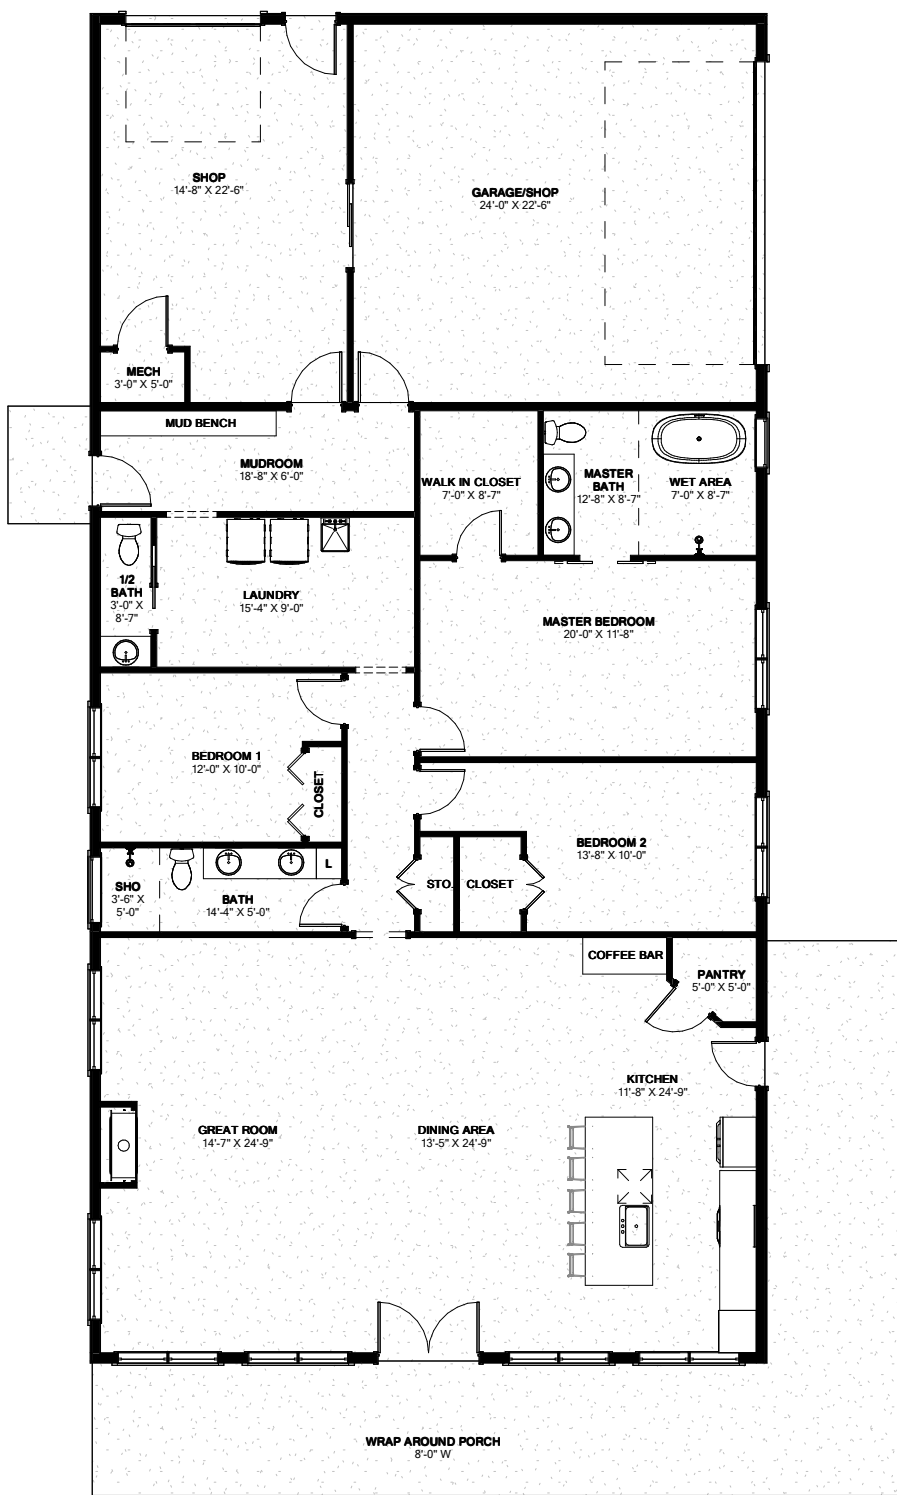 SHOP
14'-8" X 22'-6"
GARAGE/SHOP
24'-0" X 22'-6"
MECH
3'-0" X 5'-0"
MUD BENCH
MUDROOM
18'-8" X 6'-0"
WALK IN CLOSET
7'-0" X 8'-7"
MASTER
BATH
12'-8" X 8'-7"
WET AREA
7'-0" X 8'-7"
1/2
BATH
3'-0" X
8'-7"
LAUNDRY
15'-4" X 9'-0"
MASTER BEDROOM
20'-0" X 11'-8"
BEDROOM 1
12'-0" X 10'-0"
CLOSET
BEDROOM 2
13'-8" X 10'-0"
SHO
3'-6" X
5'-0"
BATH
14'-4" X 5'-0"
L
STO.
CLOSET
COFFEE BAR
PANTRY
5'-0" X 5'-0"
KITCHEN
11'-8" X 24'-9"
GREAT ROOM
14'-7" X 24'-9"
DINING AREA
13'-5" X 24'-9"
WRAP AROUND PORCH
8'-0" W